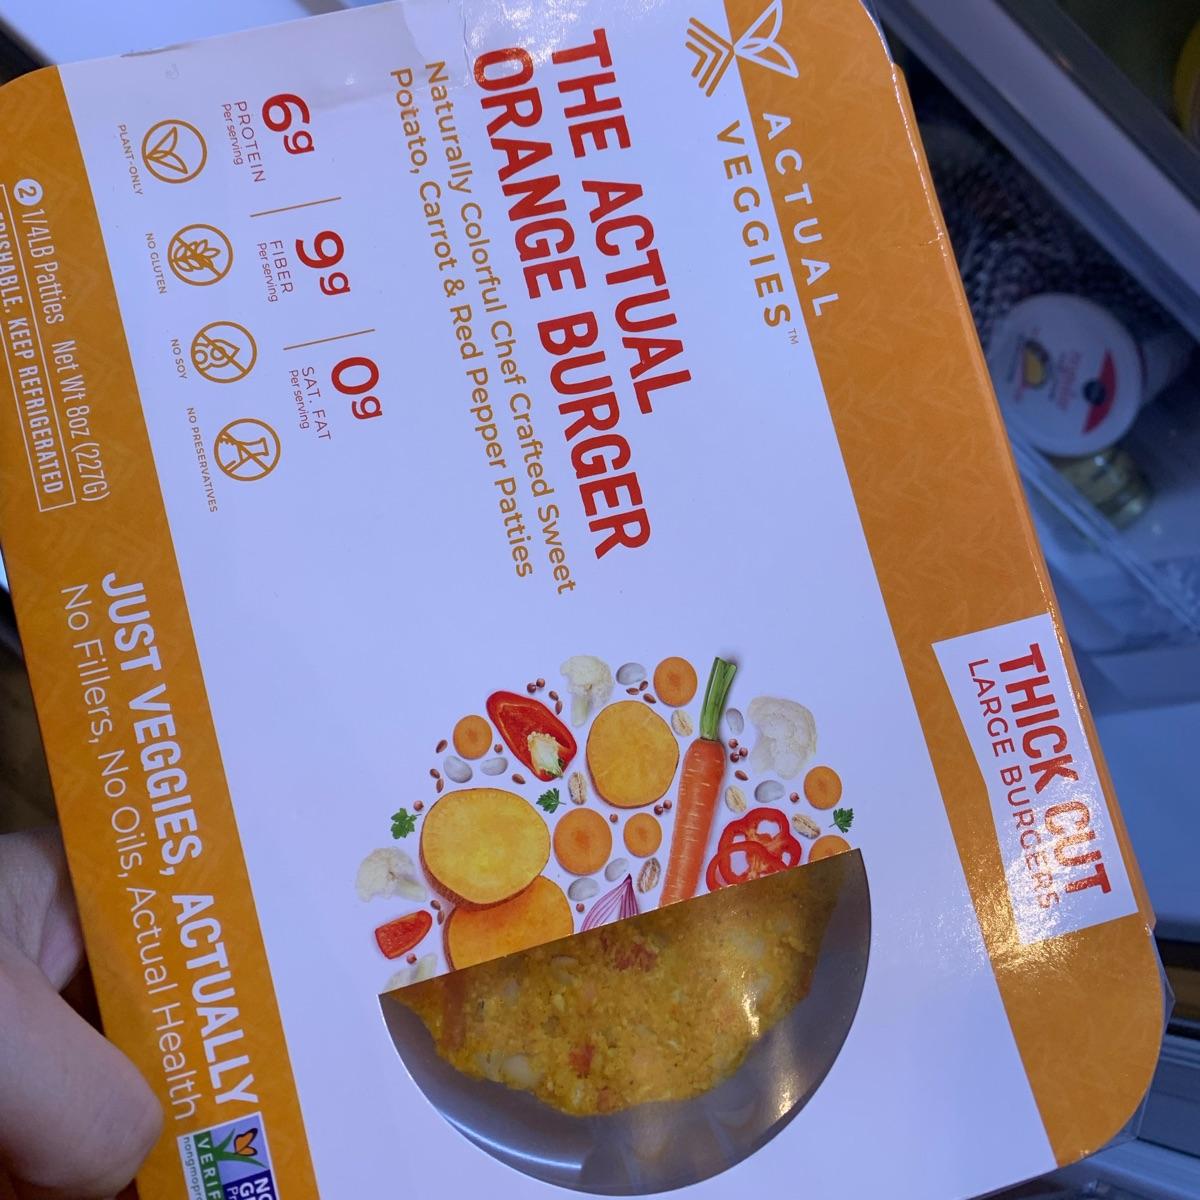 ACTUAL
VEGGIES™
THICK CUT
LARGE BURGERS
THE ACTUAL
ORANGE BURGER
Naturally Colorful Chef Crafted Sweet
Potato, Carrot & Red Pepper Patties
6g
PROTEIN
Per serving
9g
FIBER
Per serving
0g
SAT. FAT
Per serving
PLANT-ONLY
NO GLUTEN
NO SOY
NO PRESERVATIVES
2 1/4LB Patties Net Wt 8oz (227G)
KEEP REFRIGERATED
JUST VEGGIES, ACTUALLY
No Fillers, No Oils, Actual Health